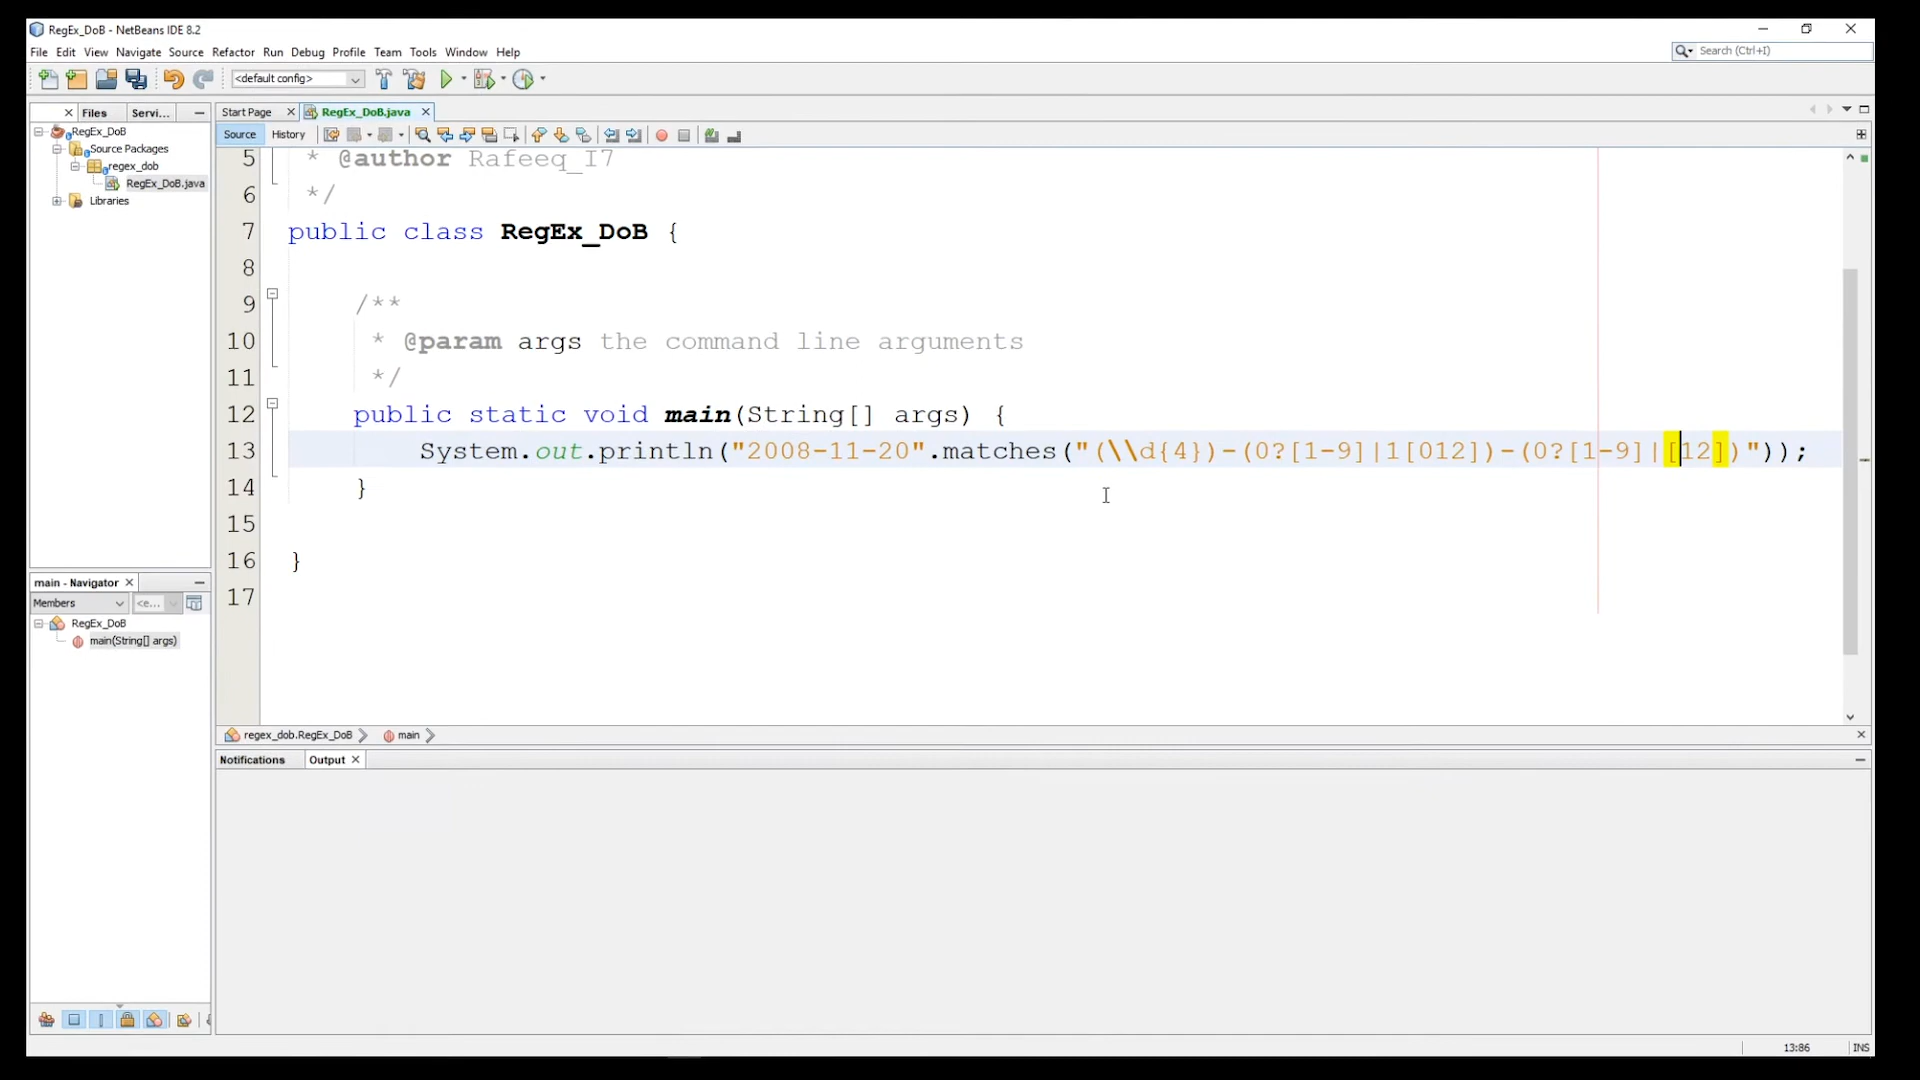 RegEx_DoB - NetBeans IDE 8.2
File Edit View Navigate Source Refactor Run Debug Profile Team Tools Window Help
Search (Ctrl+I)
<default config>
Files Servi...
Start Page RegEx_DoB.java
RegEx_DoB
Source Packages
regex_dob
RegEx_DoB.java
Libraries
Source History
5 * @author Rafeeq_I7
6 */
7 public class RegEx_DoB {
8
9 /**
10 * @param args the command line arguments
11 */
12 public static void main(String[] args) {
13 System.out.println("2008-11-20".matches("(\\d{4})-(0?[1-9]|1[012])-(0?[1-9]|[12])"));
14 }
15
16 }
17
main - Navigator
Members <e...
RegEx_DoB
main(String[] args)
regex_dob.RegEx_DoB main
Notifications Output
13:86 INS